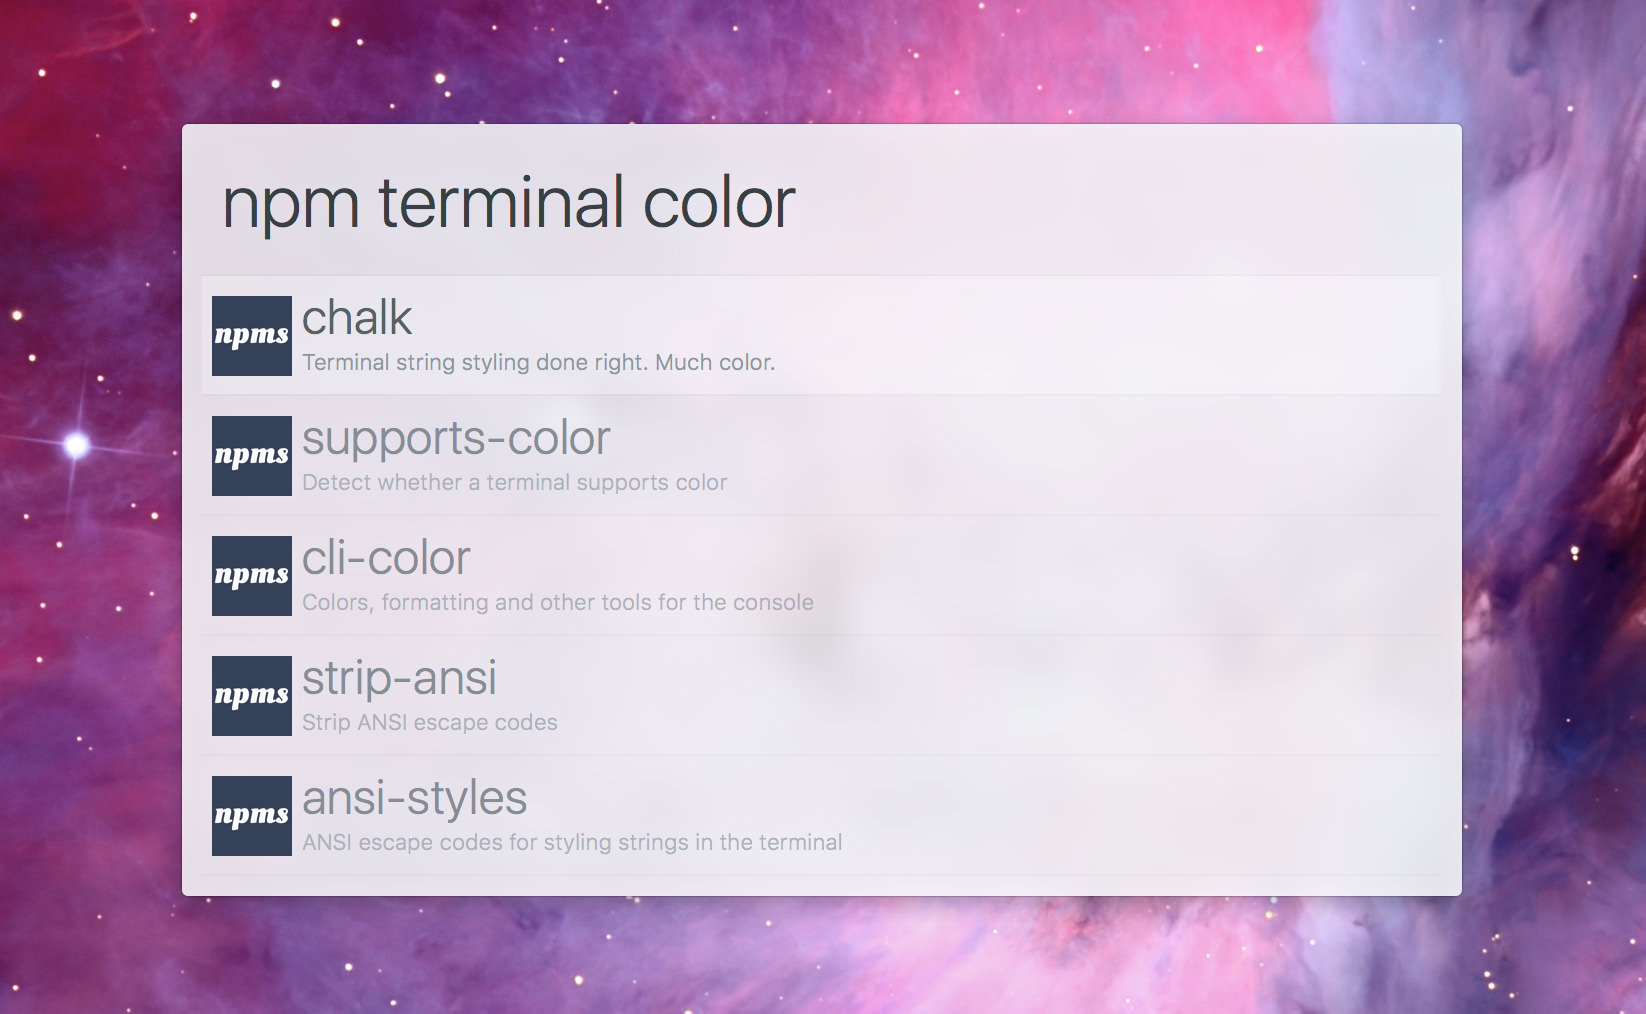 npm terminal color
npms
chalk
Terminal string styling done right. Much color.
npms
supports-color
Detect whether a terminal supports color
npms
cli-color
Colors, formatting and other tools for the console
npms
strip-ansi
Strip ANSI escape codes
npms
ansi-styles
ANSI escape codes for styling strings in the terminal